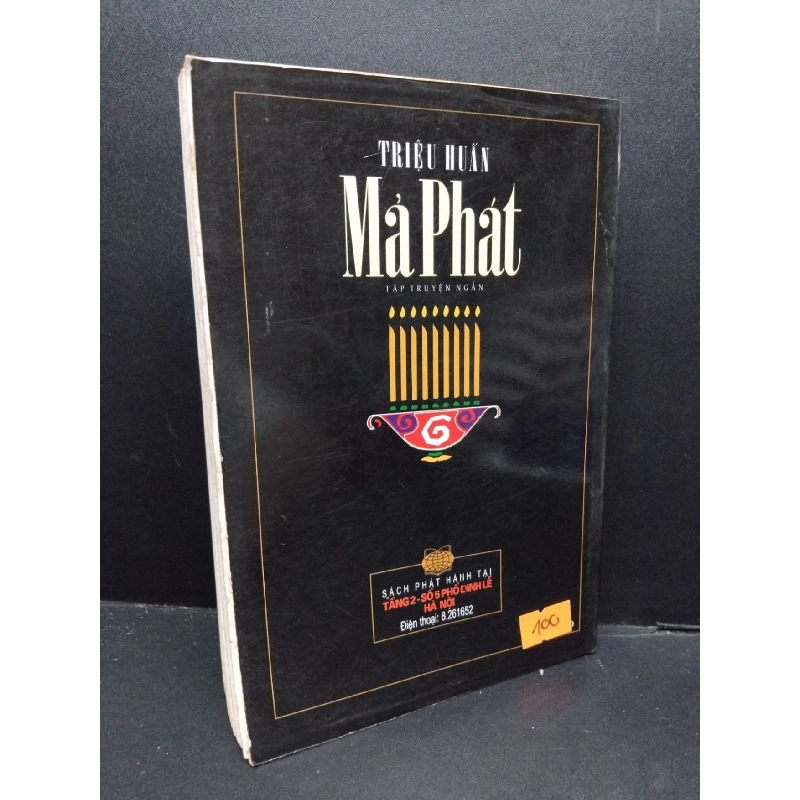 TRIỆU HUẤN
Mả Phát
TẬP TRUYỆN NGẮN
SÁCH PHÁT HÀNH TẠI
TẦNG 2 - SỐ 5 PHỐ ĐINH LỄ
HÀ NỘI
Điện thoại: 8.261652
100